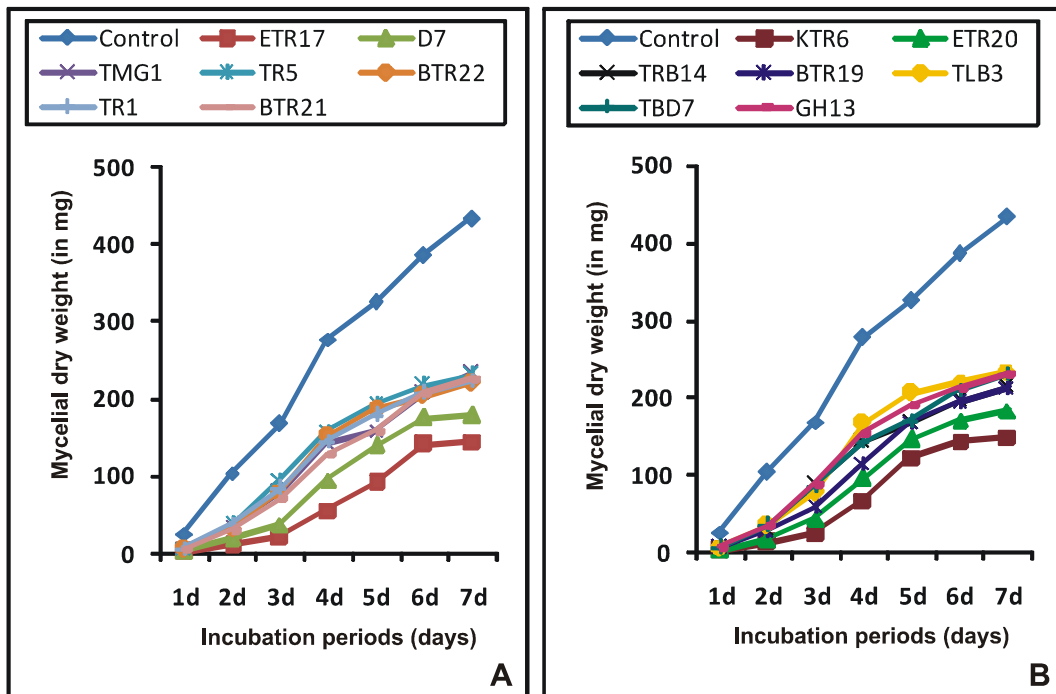 Control ETR17 D7
TMG1 TR5 BTR22
TR1 BTR21
Mycelial dry weight (in mg)
500
400
300
200
100
0
1d 2d 3d 4d 5d 6d 7d
Incubation periods (days)
A
Control KTR6 ETR20
TRB14 BTR19 TLB3
TBD7 GH13
Mycelial dry weight (in mg)
500
400
300
200
100
0
1d 2d 3d 4d 5d 6d 7d
Incubation periods (days)
B